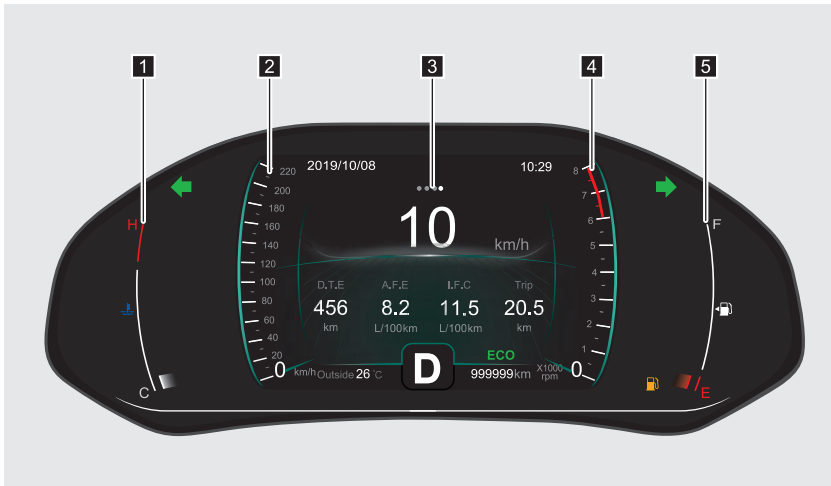 1 2 3 4 5
2019/10/08 10:29
220
200
180
160
140
120
100
80
60
40
20
0 km/h
10
km/h
8
7
6
5
4
3
2
1
X1000
rpm 0
H
C
F
E
D.T.E A.F.E I.F.C Trip
456 8.2 11.5 20.5
km L/100km L/100km km
ECO
Outside 26 °C D 999999km